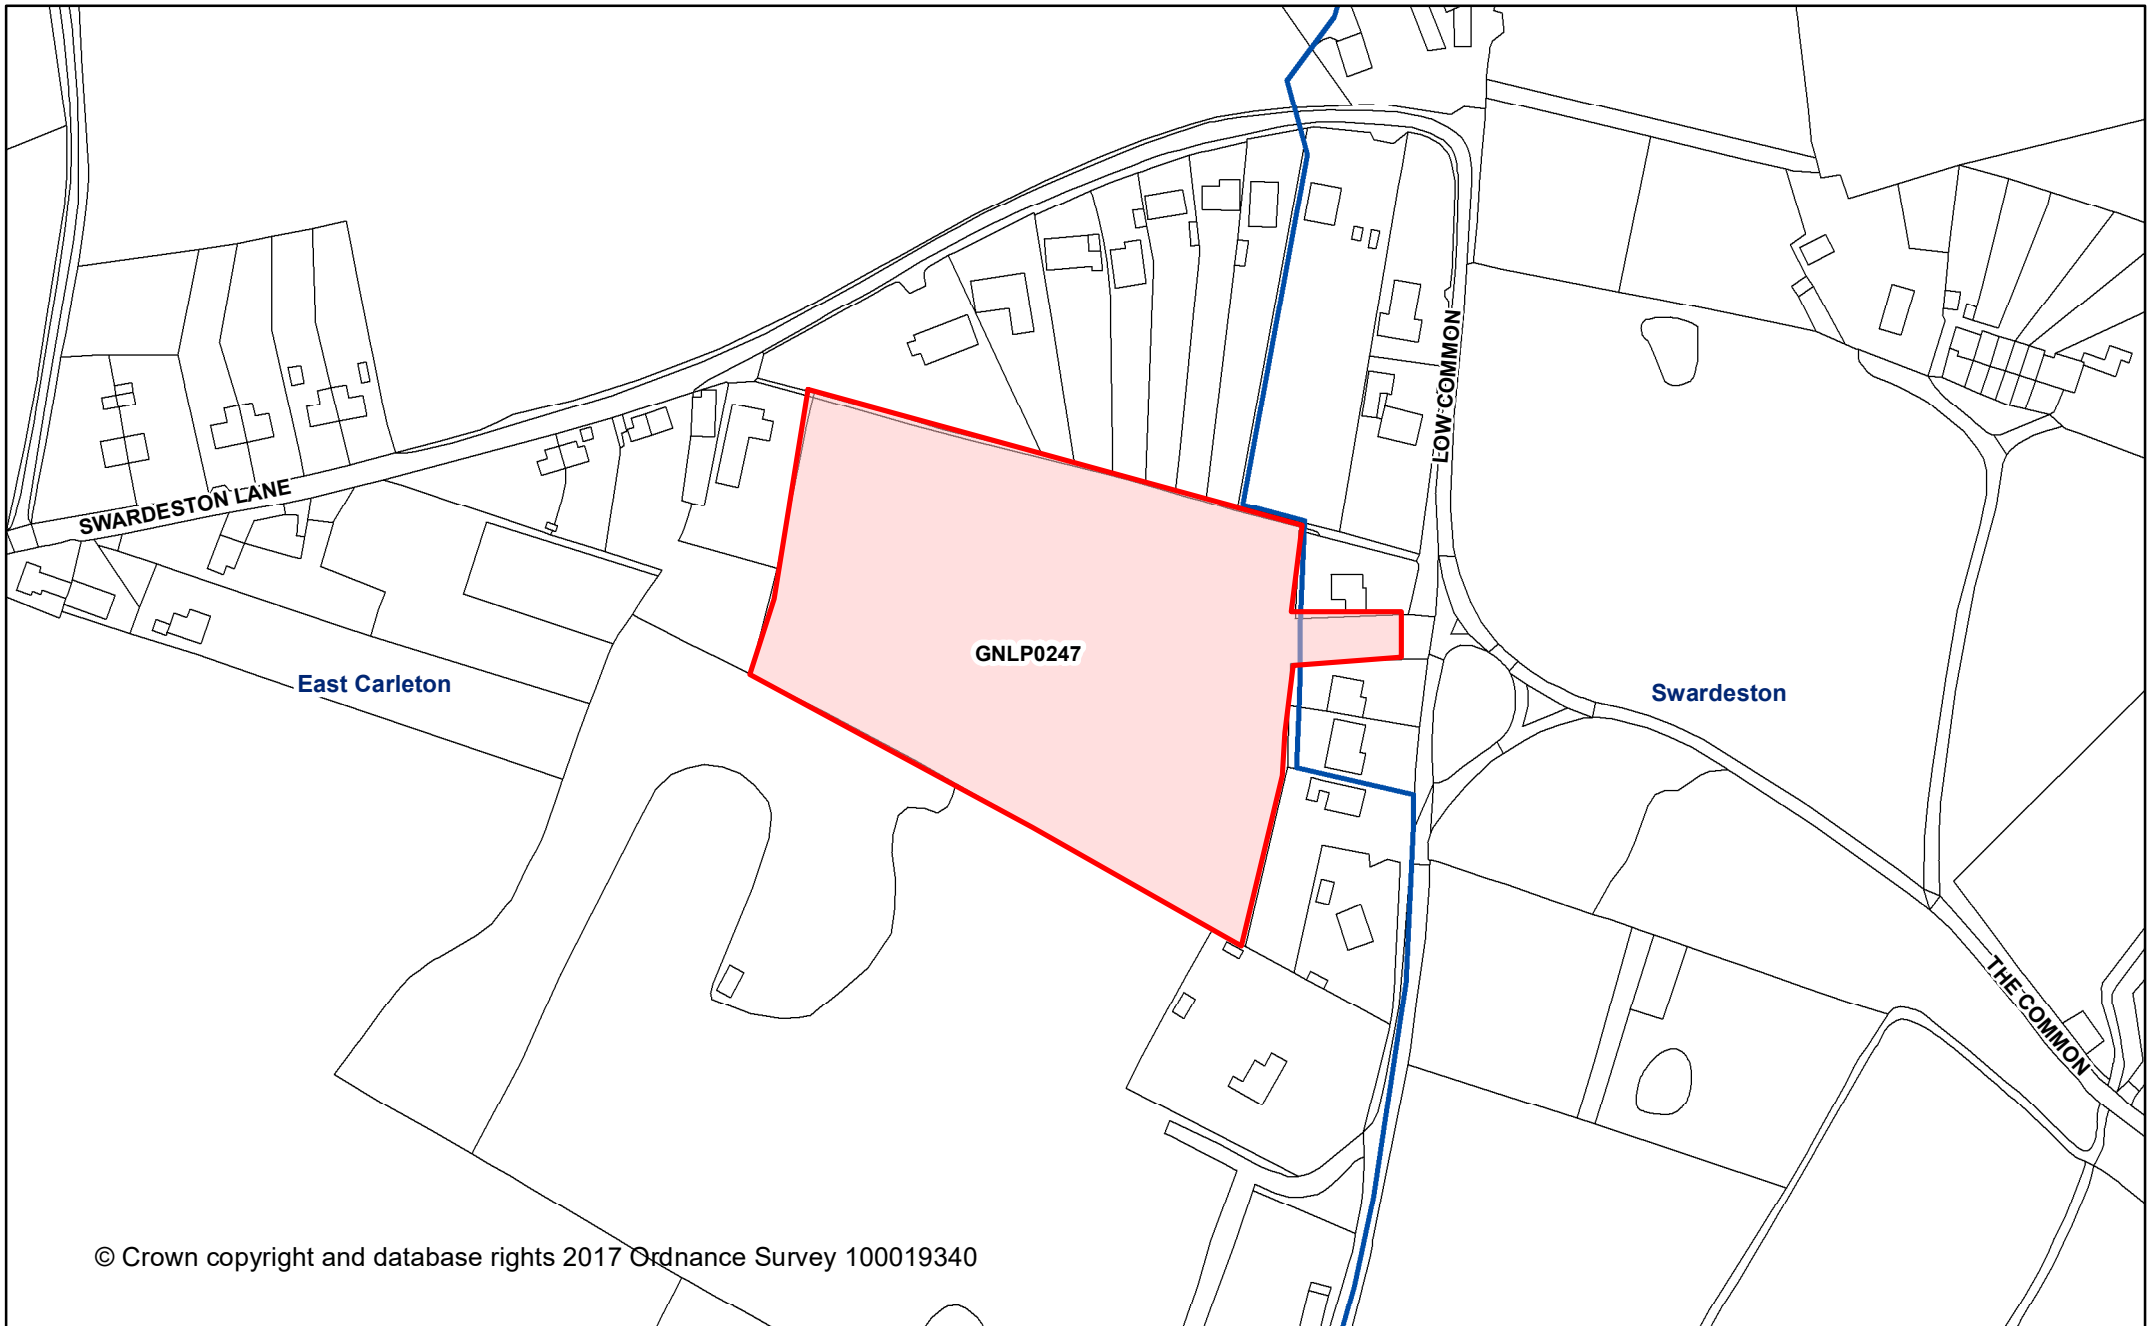 LOW COMMON
SWARDESTON LANE
GNLP0247
East Carleton
Swardeston
THE COMMON
© Crown copyright and database rights 2017 Ordnance Survey 100019340